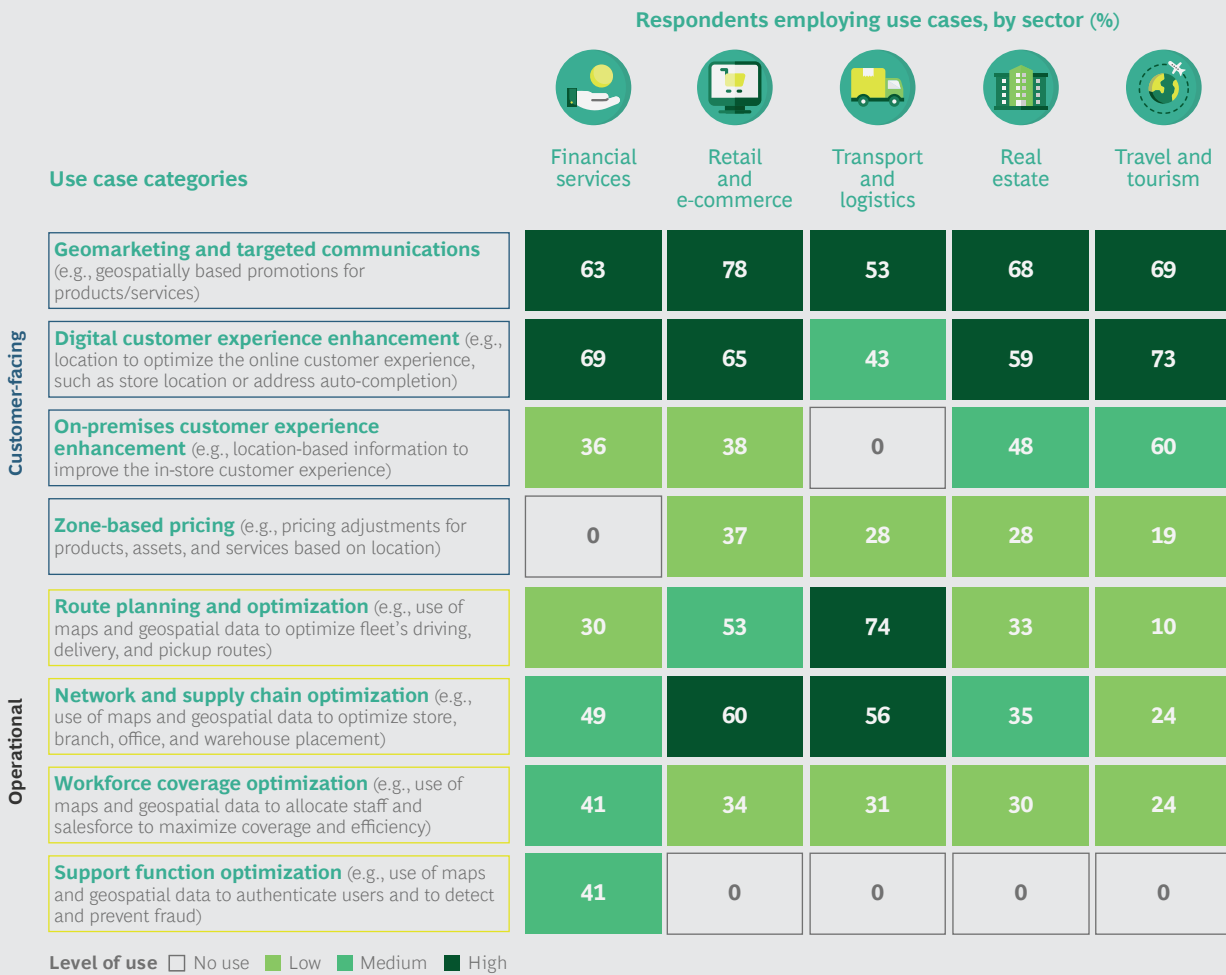 Respondents employing use cases, by sector (%)
Use case categories
Financial
services
Retail
and
e-commerce
Transport
and
logistics
Real
estate
Travel and
tourism
Customer-facing
Geomarketing and targeted communications
(e.g., geospatially based promotions for
products/services)
63 78 53 68 69
Digital customer experience enhancement (e.g.,
location to optimize the online customer experience,
such as store location or address auto-completion)
69 65 43 59 73
On-premises customer experience
enhancement (e.g., location-based information to
improve the in-store customer experience)
36 38 0 48 60
Zone-based pricing (e.g., pricing adjustments for
products, assets, and services based on location)
0 37 28 28 19
Operational
Route planning and optimization (e.g., use of
maps and geospatial data to optimize fleet's driving,
delivery, and pickup routes)
30 53 74 33 10
Network and supply chain optimization (e.g.,
use of maps and geospatial data to optimize store,
branch, office, and warehouse placement)
49 60 56 35 24
Workforce coverage optimization (e.g., use of
maps and geospatial data to allocate staff and
salesforce to maximize coverage and efficiency)
41 34 31 30 24
Support function optimization (e.g., use of maps
and geospatial data to authenticate users and to detect
and prevent fraud)
41 0 0 0 0
Level of use No use Low Medium High